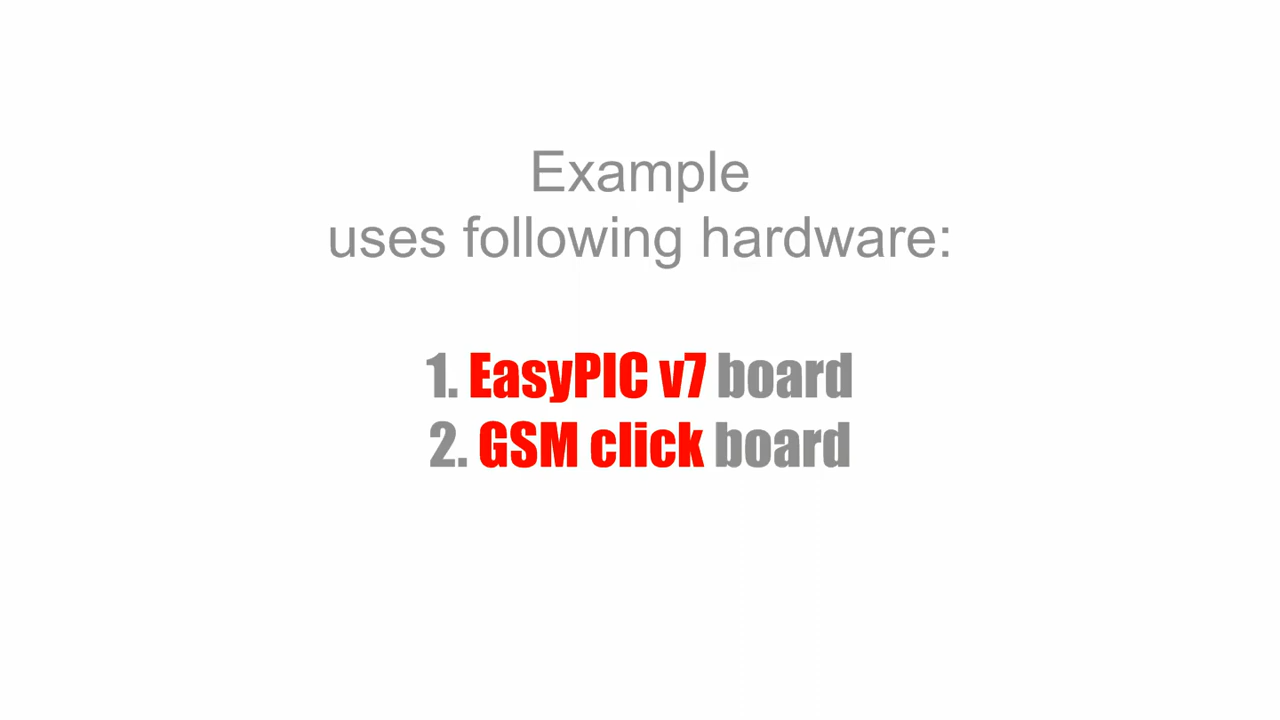 Example
uses following hardware:
1. EasyPIC v7 board
2. GSM click board